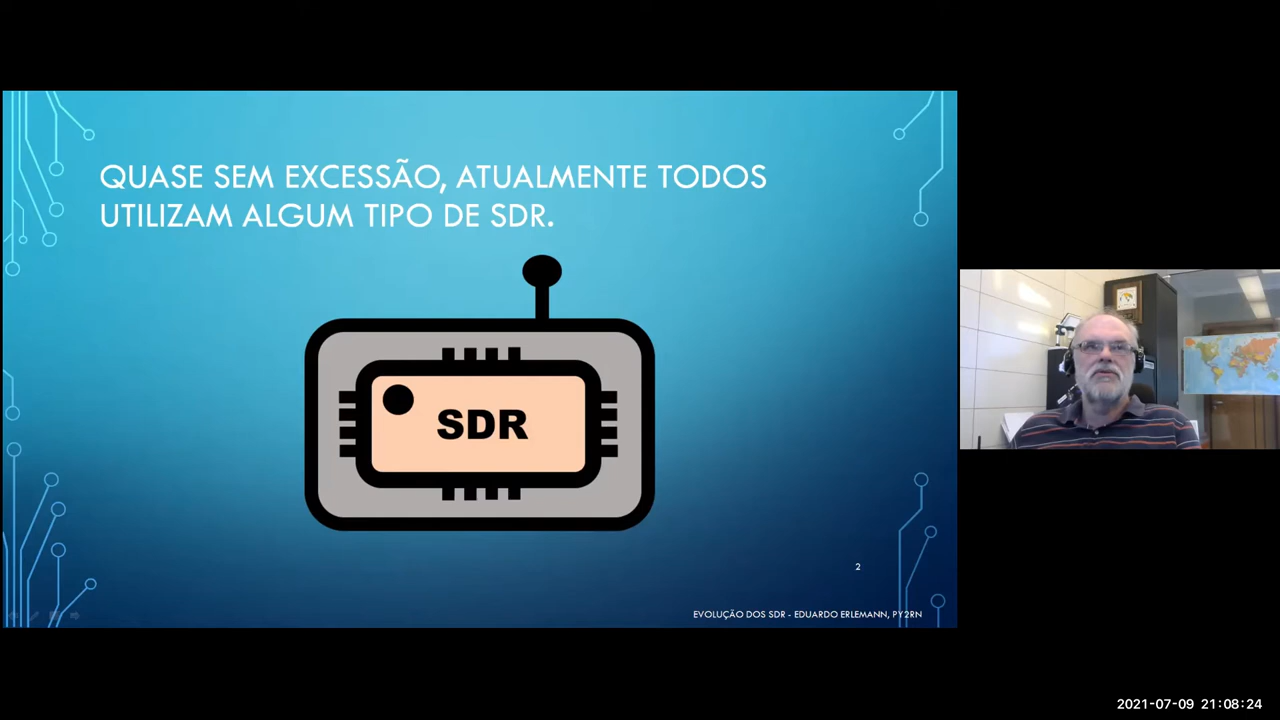 QUASE SEM EXCESSÃO, ATUALMENTE TODOS
UTILIZAM ALGUM TIPO DE SDR.
SDR
2
EVOLUÇÃO DOS SDR - EDUARDO ERLEMANN, PY2RN
2021-07-09 21:08:24